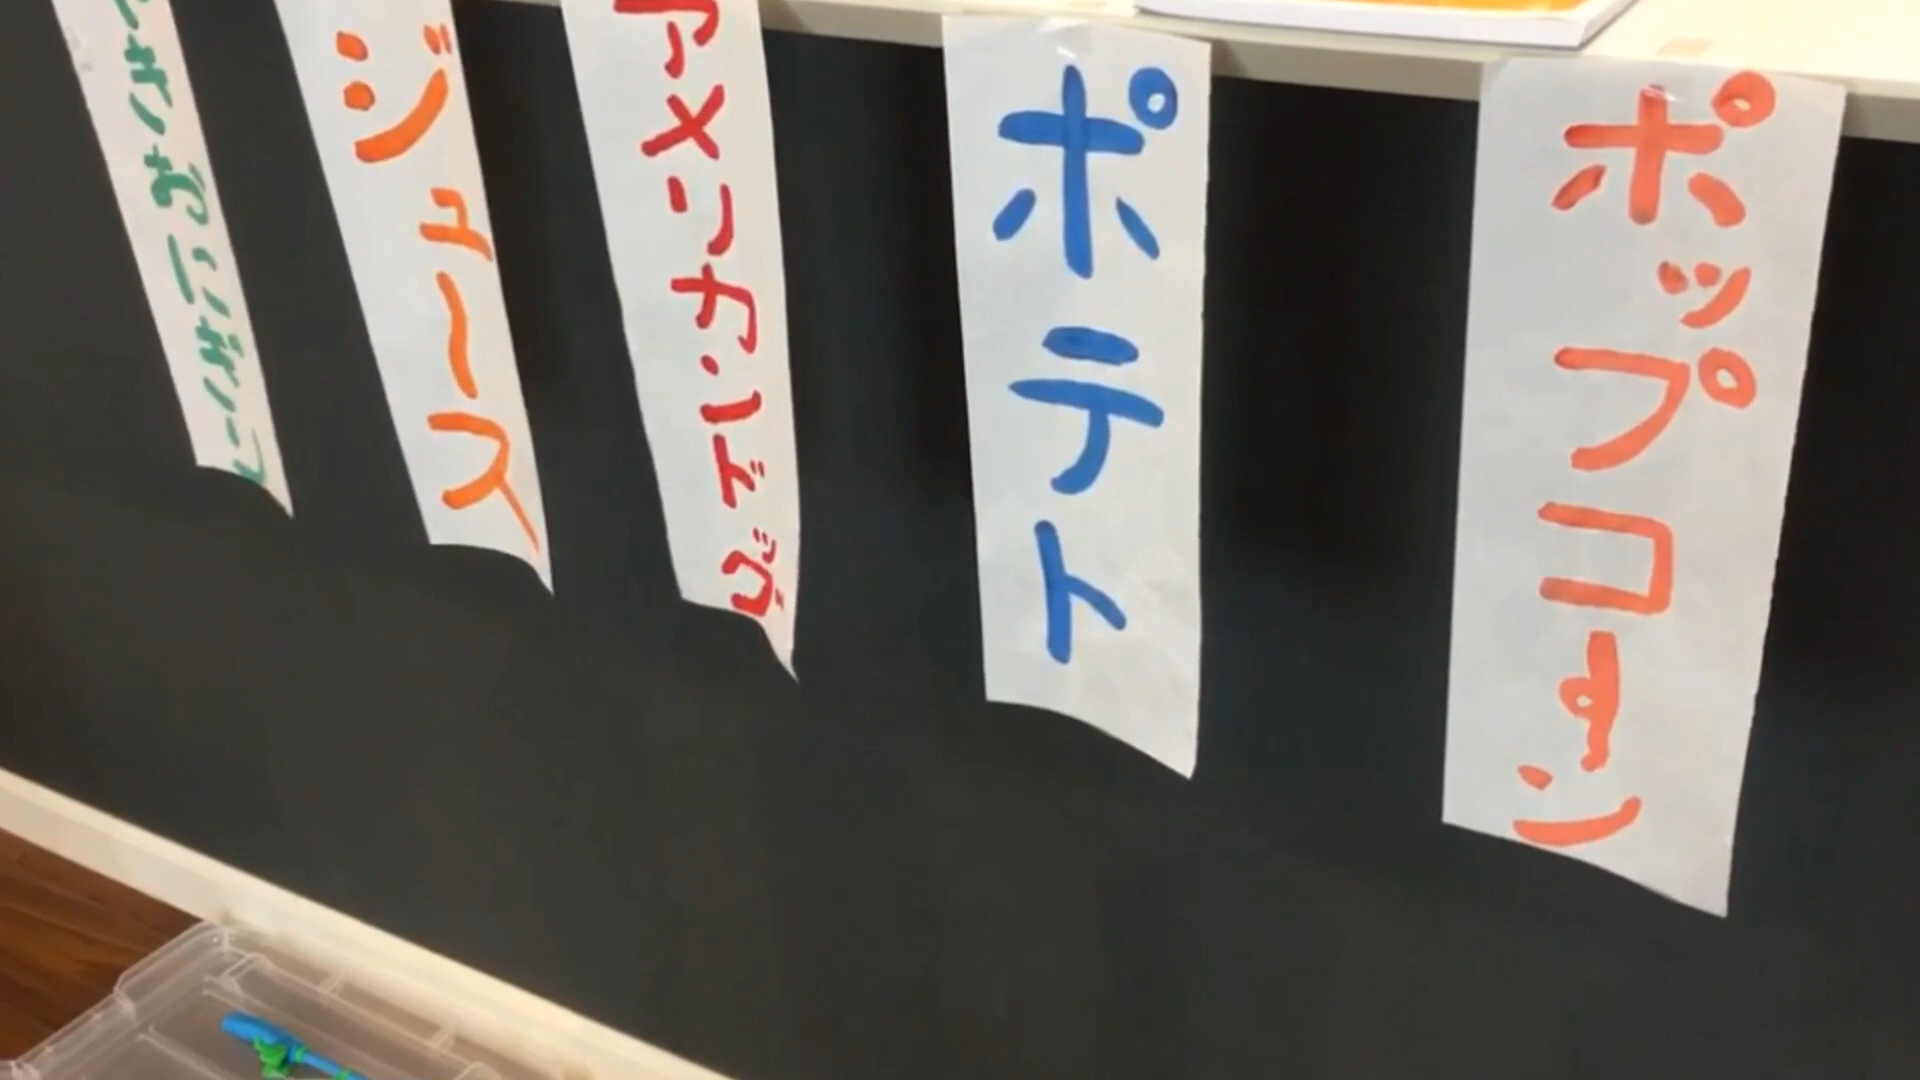 ポップコーン
ポテト
アメリカンドッグ
ジュース